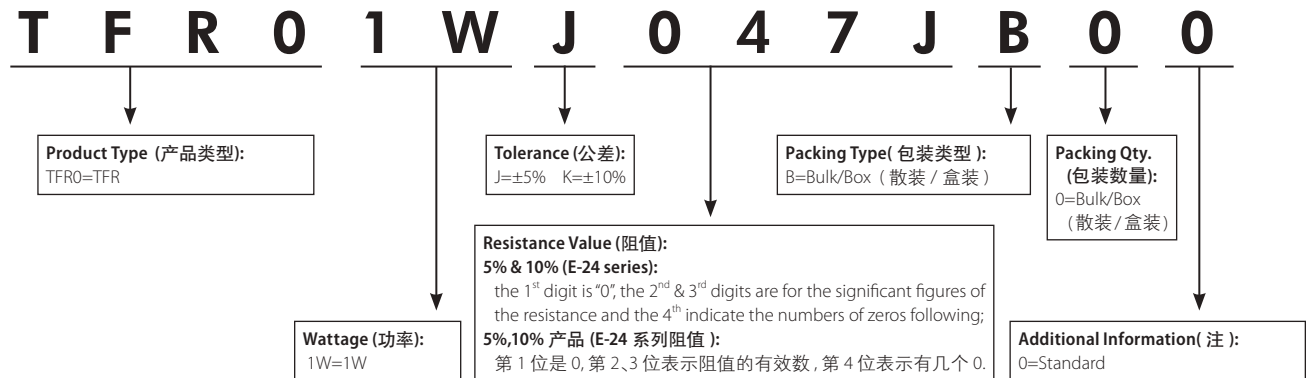 T F R 0 1 W J 0 4 7 J B 0 0
Product Type (产品类型):
TFR0=TFR
Tolerance (公差):
J=±5% K=±10%
Packing Type( 包装类型 ):
B=Bulk/Box ( 散装 / 盒装 )
Packing Qty.
(包装数量):
0=Bulk/Box
(散装/盒装)
Resistance Value (阻值):
5% & 10% (E-24 series):
the 1st digit is "0", the 2nd & 3rd digits are for the significant figures of
the resistance and the 4th indicate the numbers of zeros following;
5%,10% 产品 (E-24 系列阻值 ):
第 1 位是 0, 第 2、3 位表示阻值的有效数 , 第 4 位表示有几个 0.
Wattage (功率):
1W=1W
Additional Information( 注 ):
0=Standard